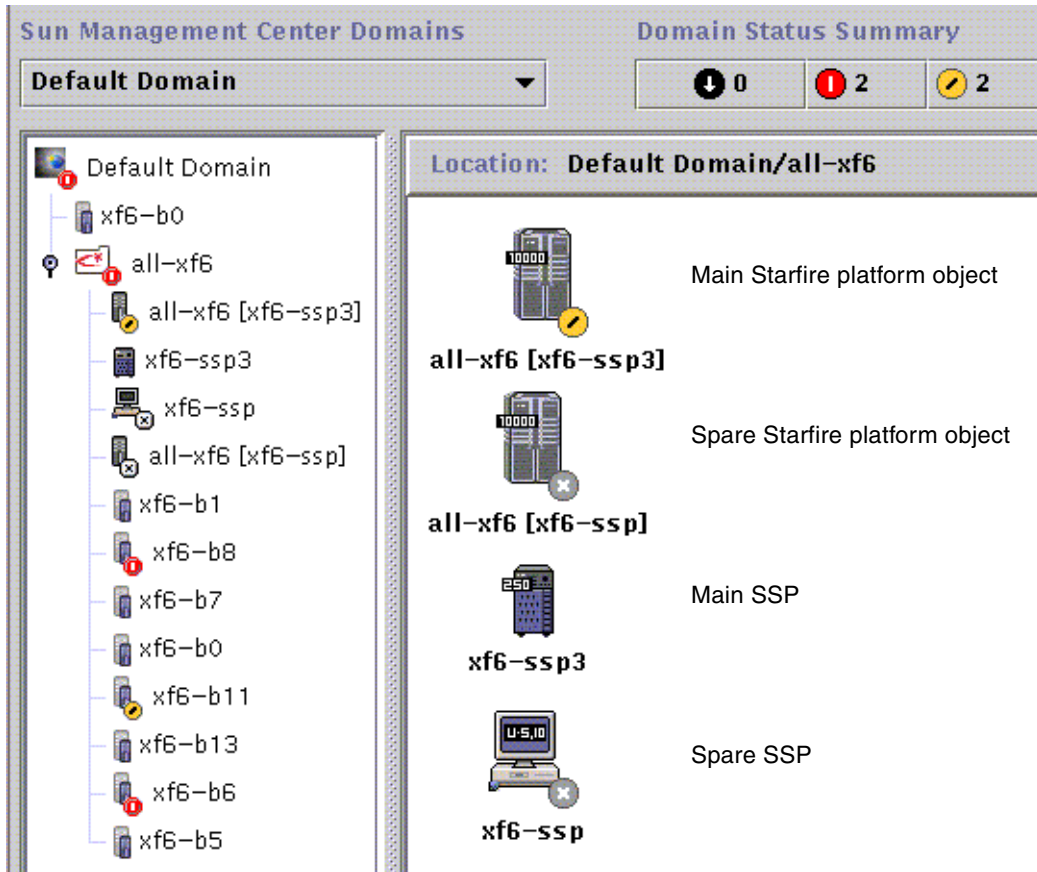 Sun Management Center Domains
Domain Status Summary
Default Domain
0
2
2
Default Domain
xf6-b0
all-xf6
all-xf6 [xf6-ssp3]
xf6-ssp3
xf6-ssp
all-xf6 [xf6-ssp]
xf6-b1
xf6-b8
xf6-b7
xf6-b0
xf6-b11
xf6-b13
xf6-b6
xf6-b5
Location: Default Domain/all-xf6
10000
Main Starfire platform object
all-xf6 [xf6-ssp3]
10000
Spare Starfire platform object
all-xf6 [xf6-ssp]
250
Main SSP
xf6-ssp3
U-5,10
Spare SSP
xf6-ssp